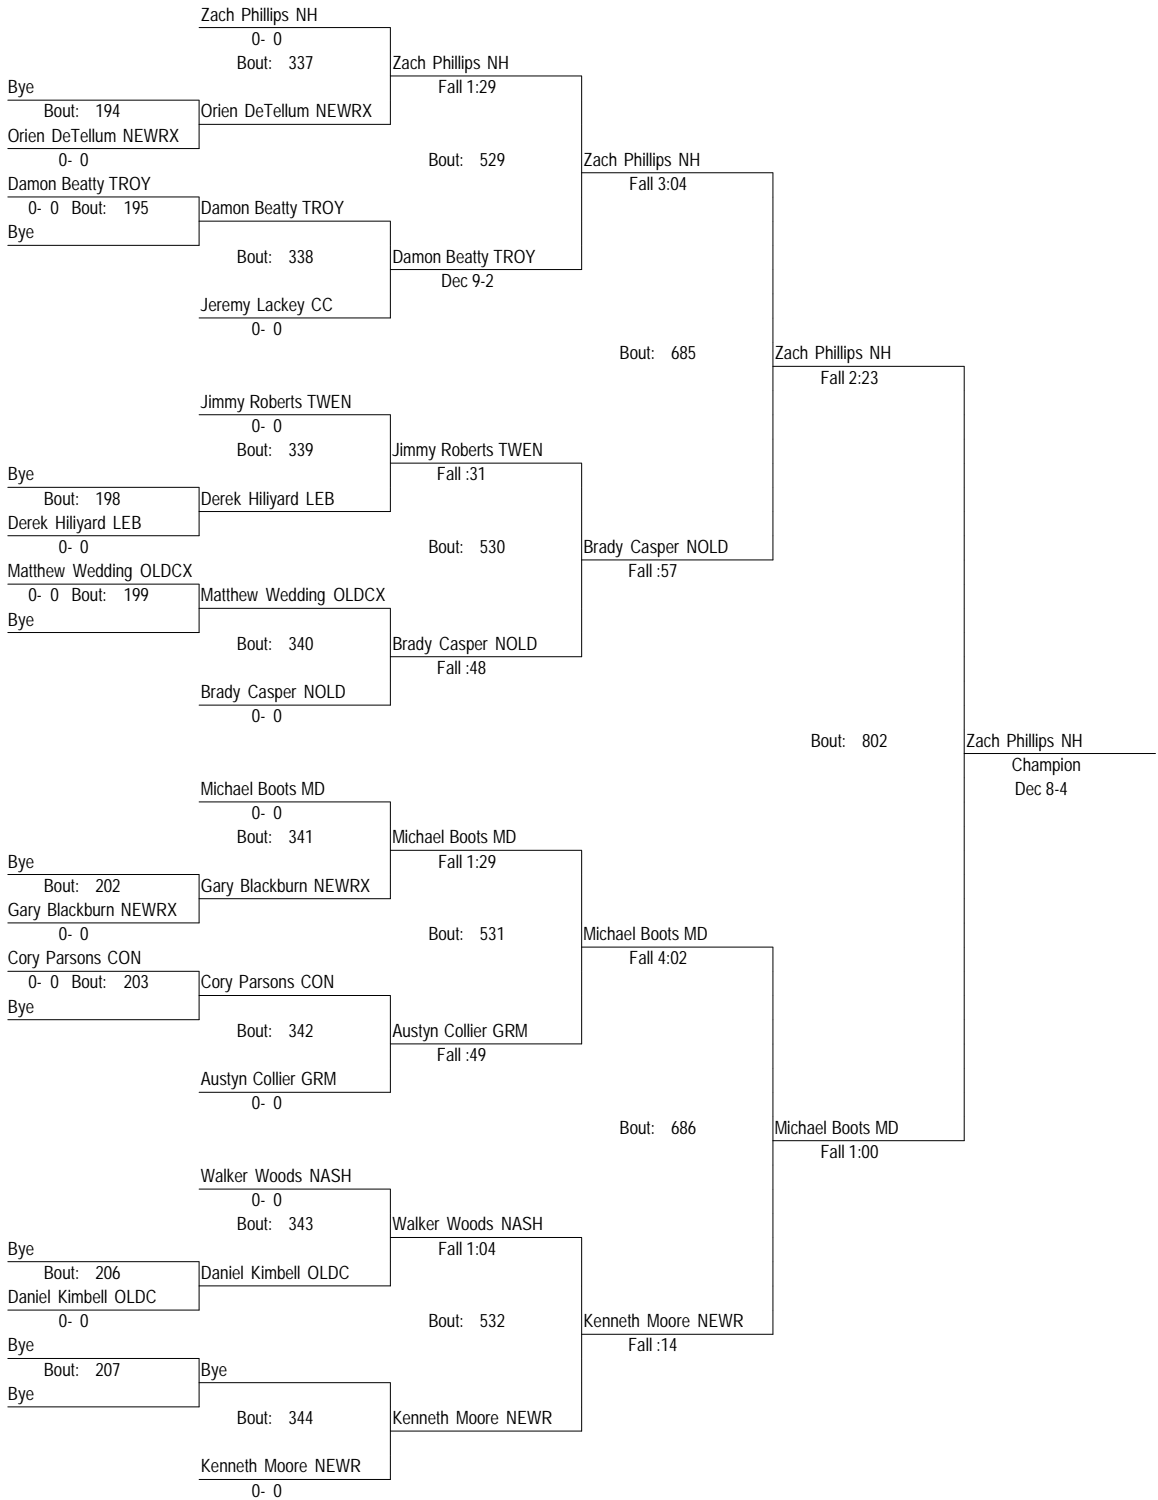 Zach Phillips NH
0- 0
Bout: 337
Zach Phillips NH
Bye
Fall 1:29
Bout: 194
Orien DeTellum NEWRX
Orien DeTellum NEWRX
0- 0
Bout: 529
Zach Phillips NH
Damon Beatty TROY
Fall 3:04
0- 0 Bout: 195
Damon Beatty TROY
Bye
Bout: 338
Damon Beatty TROY
Dec 9-2
Jeremy Lackey CC
0- 0
Bout: 685
Zach Phillips NH
Fall 2:23
Jimmy Roberts TWEN
0- 0
Bout: 339
Jimmy Roberts TWEN
Bye
Fall :31
Bout: 198
Derek Hiliyard LEB
Derek Hiliyard LEB
0- 0
Bout: 530
Brady Casper NOLD
Matthew Wedding OLDCX
Fall :57
0- 0 Bout: 199
Matthew Wedding OLDCX
Bye
Bout: 340
Brady Casper NOLD
Fall :48
Brady Casper NOLD
0- 0
Bout: 802
Zach Phillips NH
Champion
Dec 8-4
Michael Boots MD
0- 0
Bout: 341
Michael Boots MD
Bye
Fall 1:29
Bout: 202
Gary Blackburn NEWRX
Gary Blackburn NEWRX
0- 0
Bout: 531
Michael Boots MD
Cory Parsons CON
Fall 4:02
0- 0 Bout: 203
Cory Parsons CON
Bye
Bout: 342
Austyn Collier GRM
Fall :49
Austyn Collier GRM
0- 0
Bout: 686
Michael Boots MD
Fall 1:00
Walker Woods NASH
0- 0
Bout: 343
Walker Woods NASH
Bye
Fall 1:04
Bout: 206
Daniel Kimbell OLDC
Daniel Kimbell OLDC
0- 0
Bout: 532
Kenneth Moore NEWR
Bye
Fall :14
Bout: 207
Bye
Bye
Bout: 344
Kenneth Moore NEWR
Kenneth Moore NEWR
0- 0